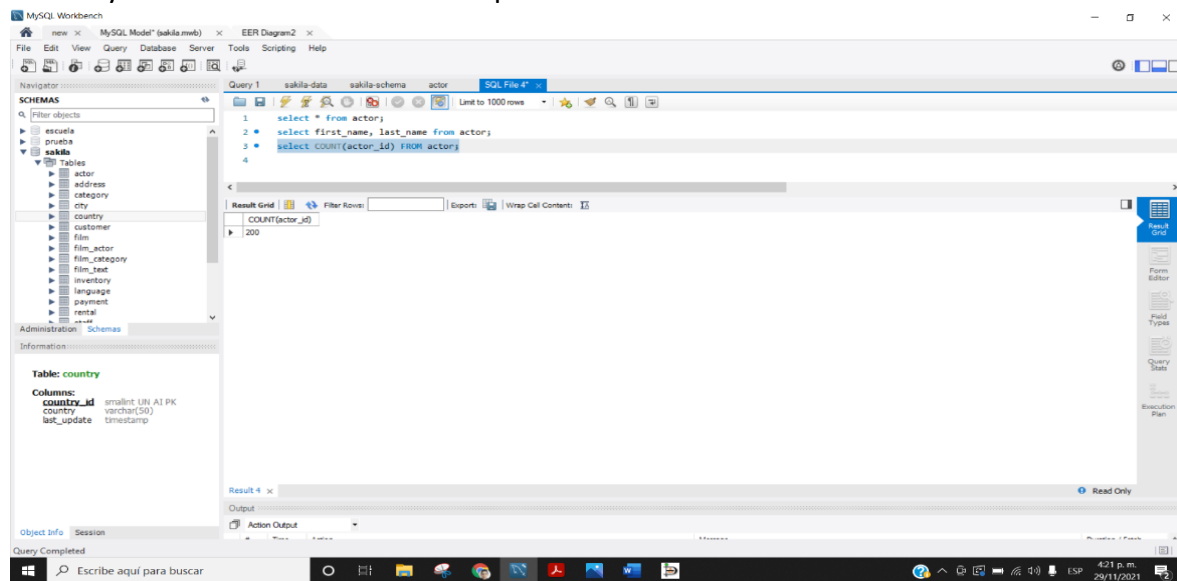 MySQL Workbench
new × MySQL Model* (sakila.mwb) × EER Diagram2 ×
File Edit View Query Database Server Tools Scripting Help
Navigator
Query 1 sakila-data sakila-schema actor SQL File 4* ×
SCHEMAS
Limit to 1000 rows
Filter objects
1 select * from actor;
2 select first_name, last_name from actor;
3 select COUNT(actor_id) FROM actor;
4
escuela
prueba
sakila
Tables
actor
address
category
city
country
customer
film
film_actor
film_category
film_text
inventory
language
payment
rental
staff
Result Grid Filter Rows: Export: Wrap Cell Content:
COUNT(actor_id)
200
Result Grid
Form Editor
Field Types
Query Stats
Execution Plan
Administration Schemas
Information
Table: country
Columns:
country_id smallint UN AI PK
country varchar(50)
last_update timestamp
Result 4 ×
Read Only
Output
Action Output
# Time Action Message Duration / Fetch
Object Info Session
Query Completed
Escribe aquí para buscar
ESP
4:21 p. m.
29/11/2021